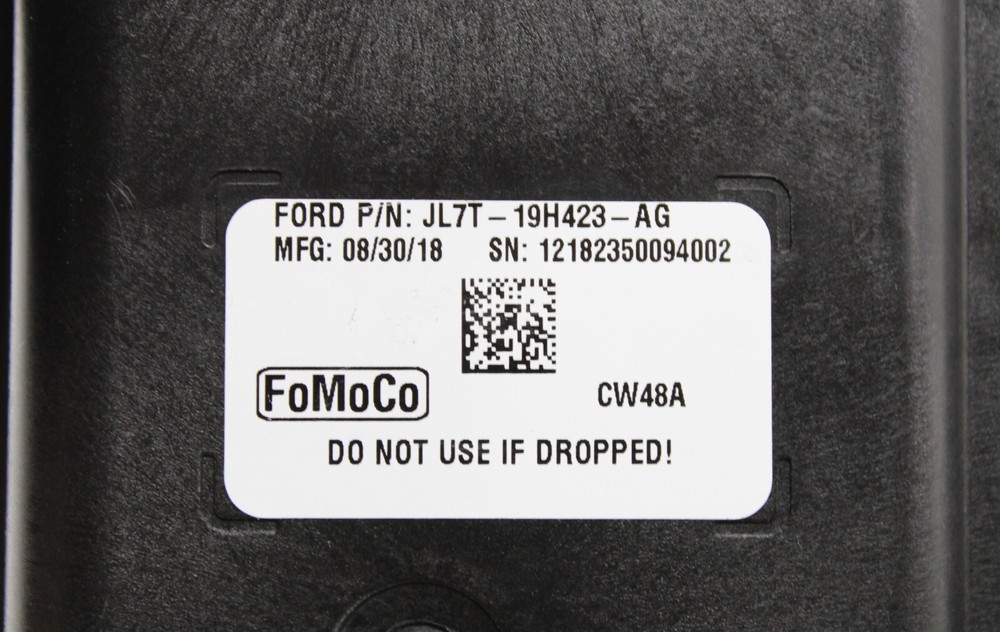 FORD P/N: JL7T-19H423-AG
MFG: 08/30/18 SN: 12182350094002
FoMoCo CW48A
DO NOT USE IF DROPPED!